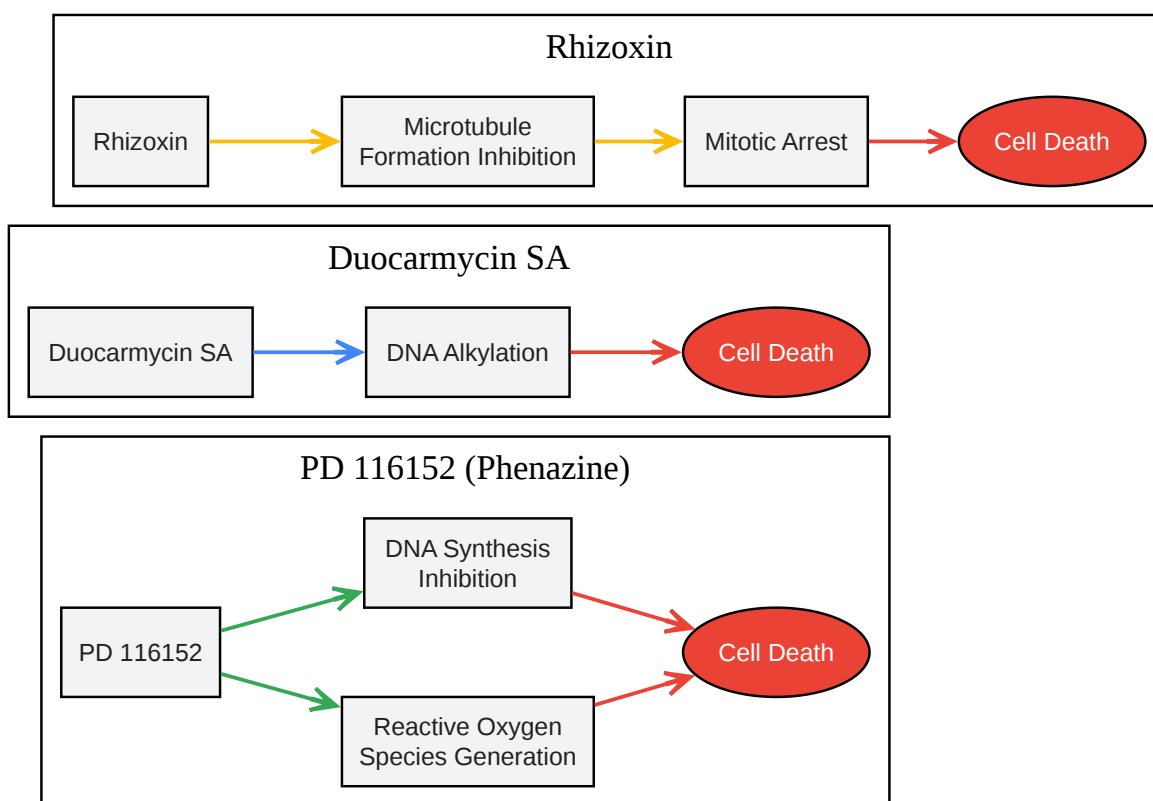 Rhizoxin
Rhizoxin
Microtubule
Formation Inhibition
Mitotic Arrest
Cell Death
Duocarmycin SA
Duocarmycin SA
DNA Alkylation
Cell Death
PD 116152 (Phenazine)
DNA Synthesis
Inhibition
PD 116152
Cell Death
Reactive Oxygen
Species Generation